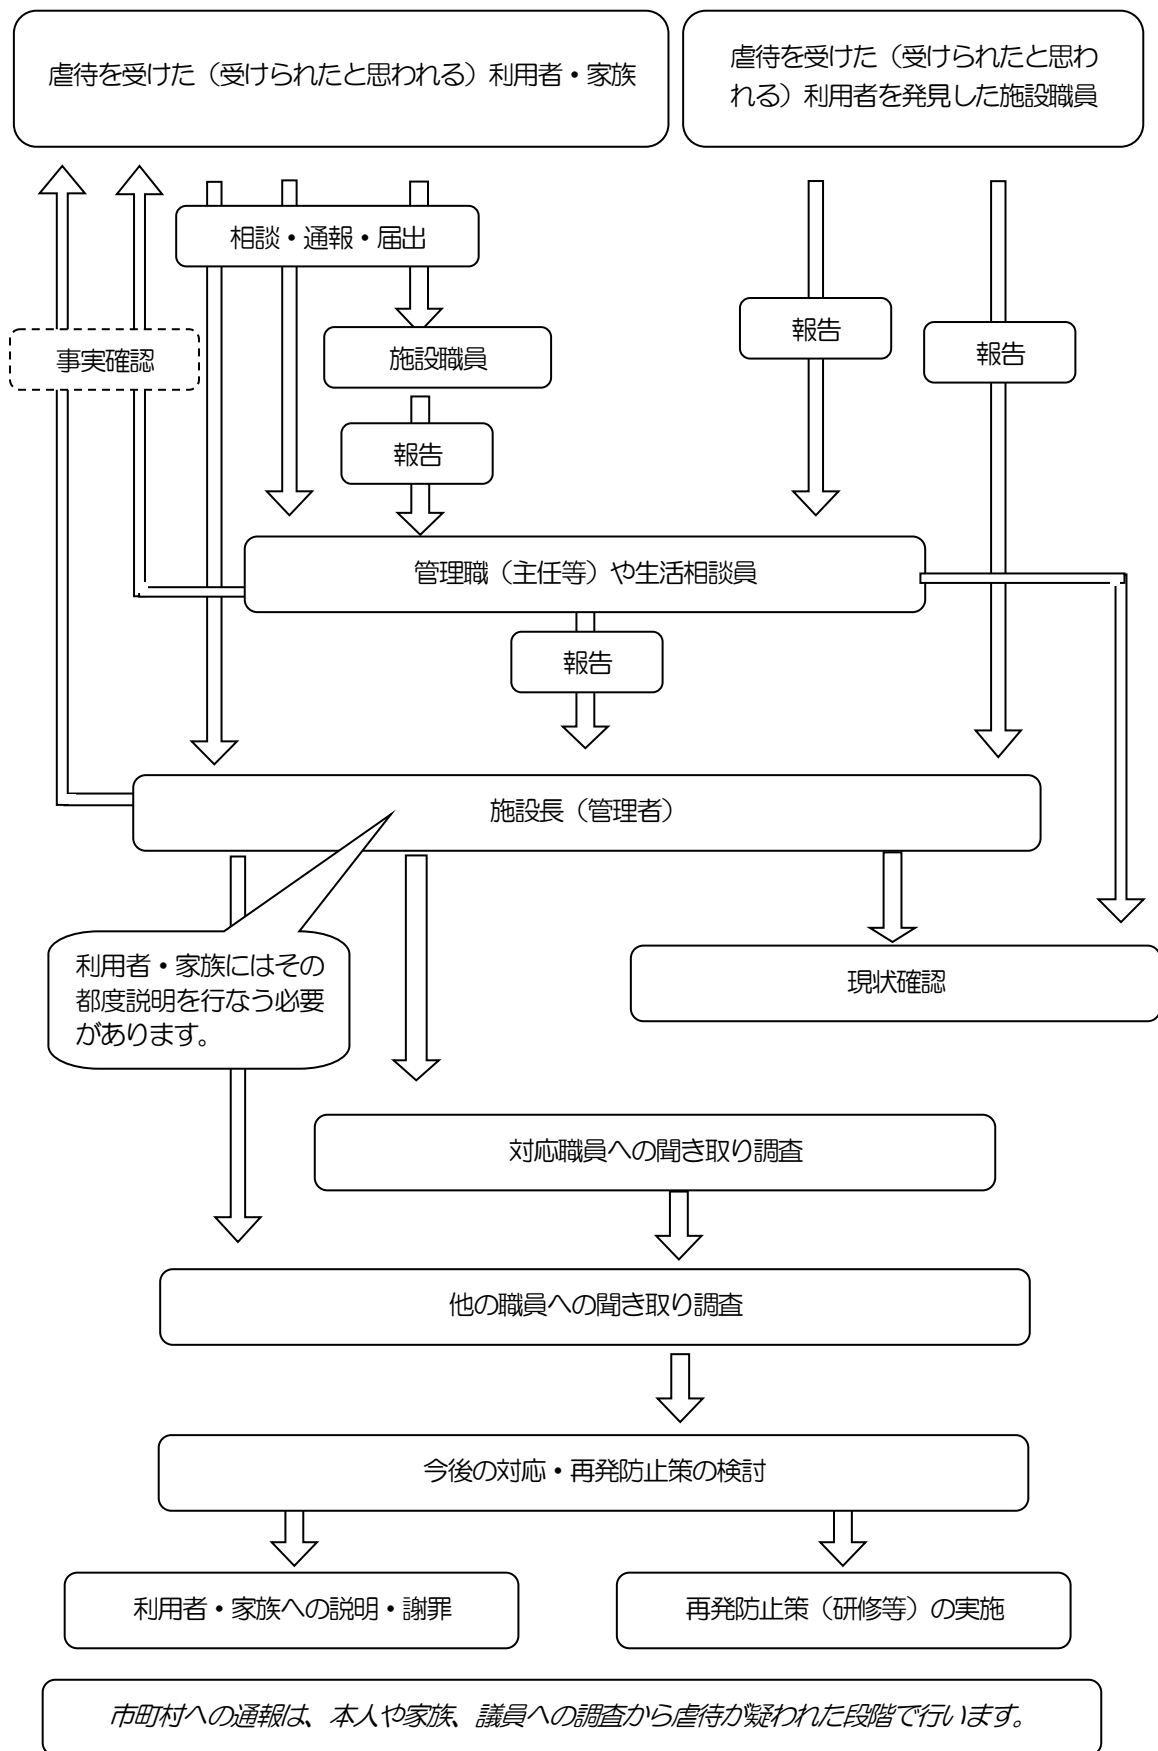 虐待を受けた（受けられたと思われる）利用者・家族
虐待を受けた（受けられたと思わ
れる）利用者を発見した施設職員
相談・通報・届出
事実確認
施設職員
報告
報告
報告
管理職（主任等）や生活相談員
報告
施設長（管理者）
利用者・家族にはその
都度説明を行なう必要
があります。
現状確認
対応職員への聞き取り調査
他の職員への聞き取り調査
今後の対応・再発防止策の検討
利用者・家族への説明・謝罪
再発防止策（研修等）の実施
市町村への通報は、本人や家族、議員への調査から虐待が疑われた段階で行います。